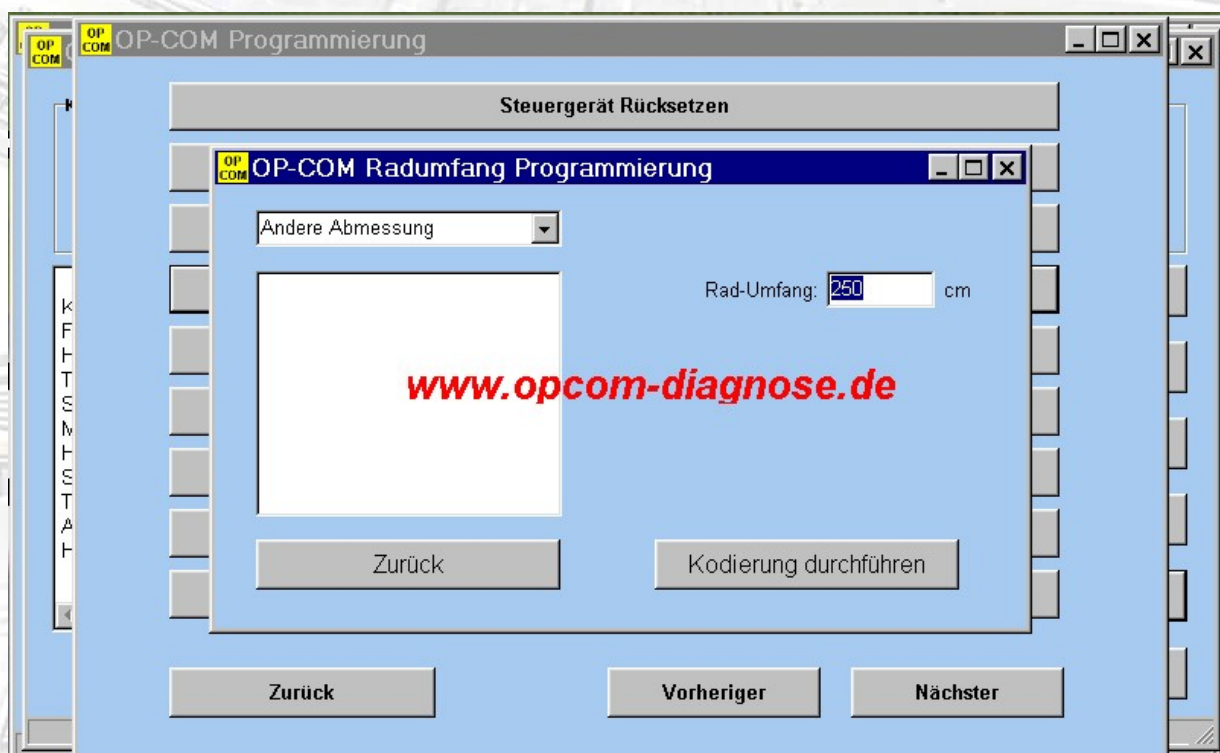 OP COM OP-COM Programmierung
Steuergerät Rücksetzen
OP COM OP-COM Radumfang Programmierung
Andere Abmessung
Rad-Umfang: 250 cm
www.opcom-diagnose.de
Zurück
Kodierung durchführen
Zurück
Vorheriger
Nächster
OP COM
K
K
F
H
T
S
M
H
S
T
A
H